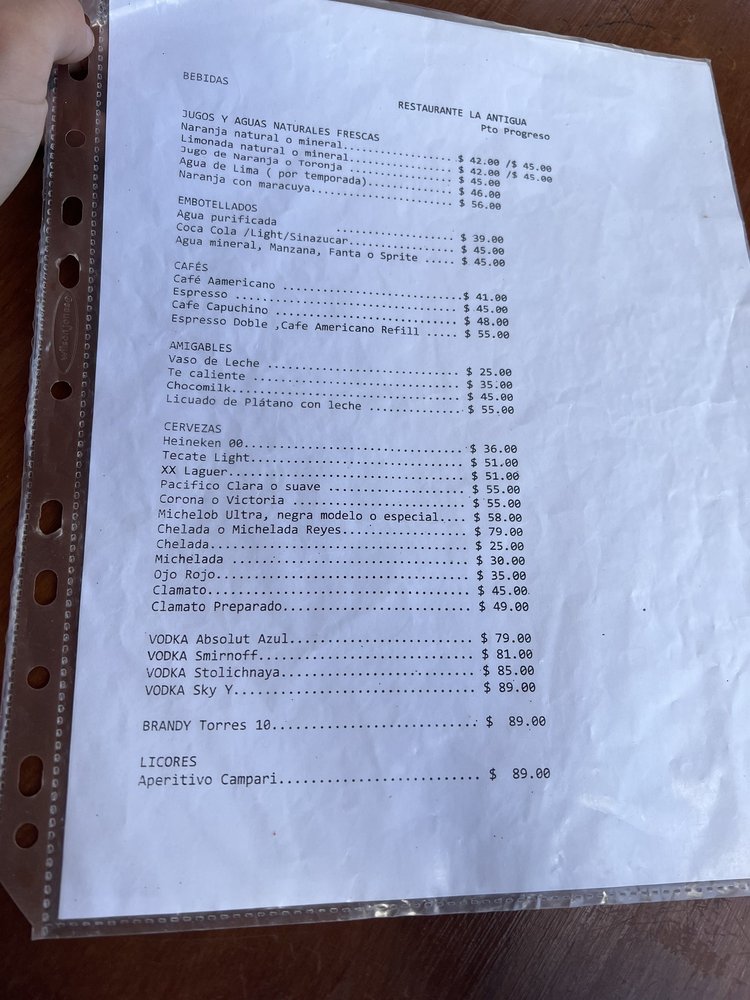 BEBIDAS
RESTAURANTE LA ANTIGUA
Pto Progreso
JUGOS Y AGUAS NATURALES FRESCAS
Naranja natural o mineral.................. $ 42.00 /$ 45.00
Limonada natural o mineral................. $ 42.00 /$ 45.00
Jugo de Naranja o Toronja ................. $ 45.00
Agua de Lima ( por temporada).............. $ 46.00
Naranja con maracuya....................... $ 56.00
EMBOTELLADOS
Agua purificada .................... $ 39.00
Coca Cola /Light/Sinazucar................. $ 45.00
Agua mineral, Manzana, Fanta o Sprite ..... $ 45.00
CAFÉS
Café Aamericano ...........................$ 41.00
Espresso .................................. $ 45.00
Cafe Capuchino ............................ $ 48.00
Espresso Doble ,Cafe Americano Refill ..... $ 55.00
AMIGABLES
Vaso de Leche ............................. $ 25.00
Te caliente ............................... $ 35.00
Chocomilk.................................. $ 45.00
Licuado de Plátano con leche .............. $ 55.00
CERVEZAS
Heineken 00................................ $ 36.00
Tecate Light............................... $ 51.00
XX Laguer.................................. $ 51.00
Pacifico Clara o suave .................... $ 55.00
Corona o Victoria ......................... $ 55.00
Michelob Ultra, negra modelo o especial.... $ 58.00
Chelada o Michelada Reyes.................. $ 79.00
Chelada.................................... $ 25.00
Michelada ................................. $ 30.00
Ojo Rojo................................... $ 35.00
Clamato.................................... $ 45.00
Clamato Preparado.......................... $ 49.00
VODKA Absolut Azul......................... $ 79.00
VODKA Smirnoff............................. $ 81.00
VODKA Stolichnaya.......................... $ 85.00
VODKA Sky Y................................ $ 89.00
BRANDY Torres 10........................... $ 89.00
LICORES
Aperitivo Campari.......................... $ 89.00
wilsonjones